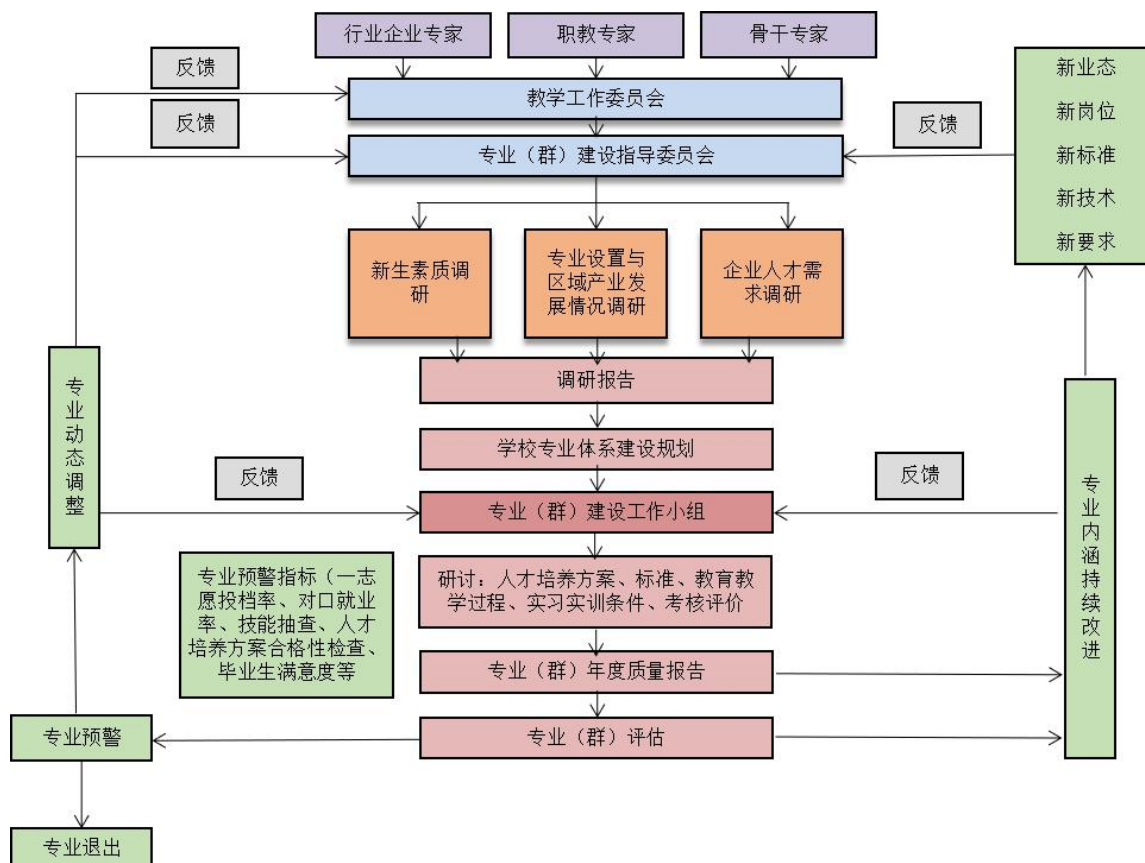 行业企业专家
职教专家
骨干专家
反馈
教学工作委员会
反馈
专业（群）建设指导委员会
反馈
新业态
新岗位
新标准
新技术
新要求
新生素质调
研
专业设置与
区域产业发
展情况调研
企业人才需
求调研
调研报告
学校专业体系建设规划
专业动态调整
反馈
反馈
专业（群）建设工作小组
专业内涵持续改进
专业预警指标（一志
愿投档率、对口就业
率、技能抽查、人才
培养方案合格性检查、
毕业生满意度等
研讨：人才培养方案、标准、教育教
学过程、实习实训条件、考核评价
专业（群）年度质量报告
专业（群）评估
专业预警
专业退出